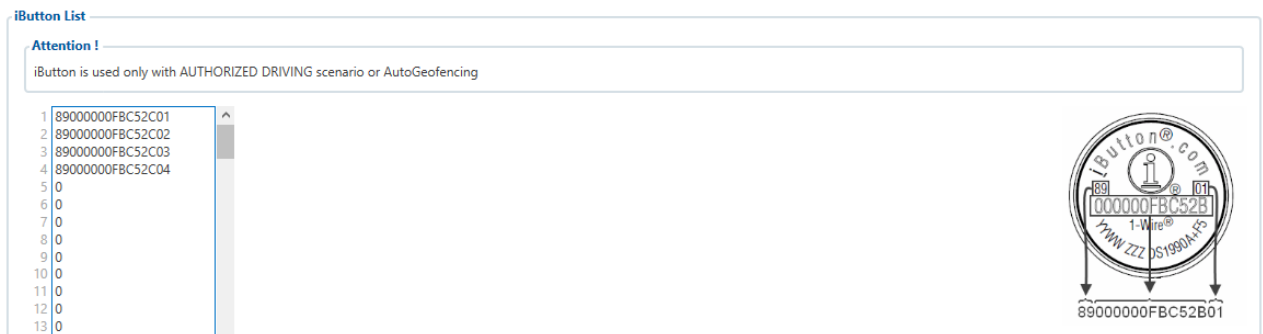 iButton List
Attention !
iButton is used only with AUTHORIZED DRIVING scenario or AutoGeofencing
1 89000000FBC52C01
2 89000000FBC52C02
3 89000000FBC52C03
4 89000000FBC52C04
5 0
6 0
7 0
8 0
9 0
10 0
11 0
12 0
13 0
iButton®.com
i
®
89 01
000000FBC52B
1-Wire®
YYWW ZZZ DS1990A+F5
89000000FBC52B01